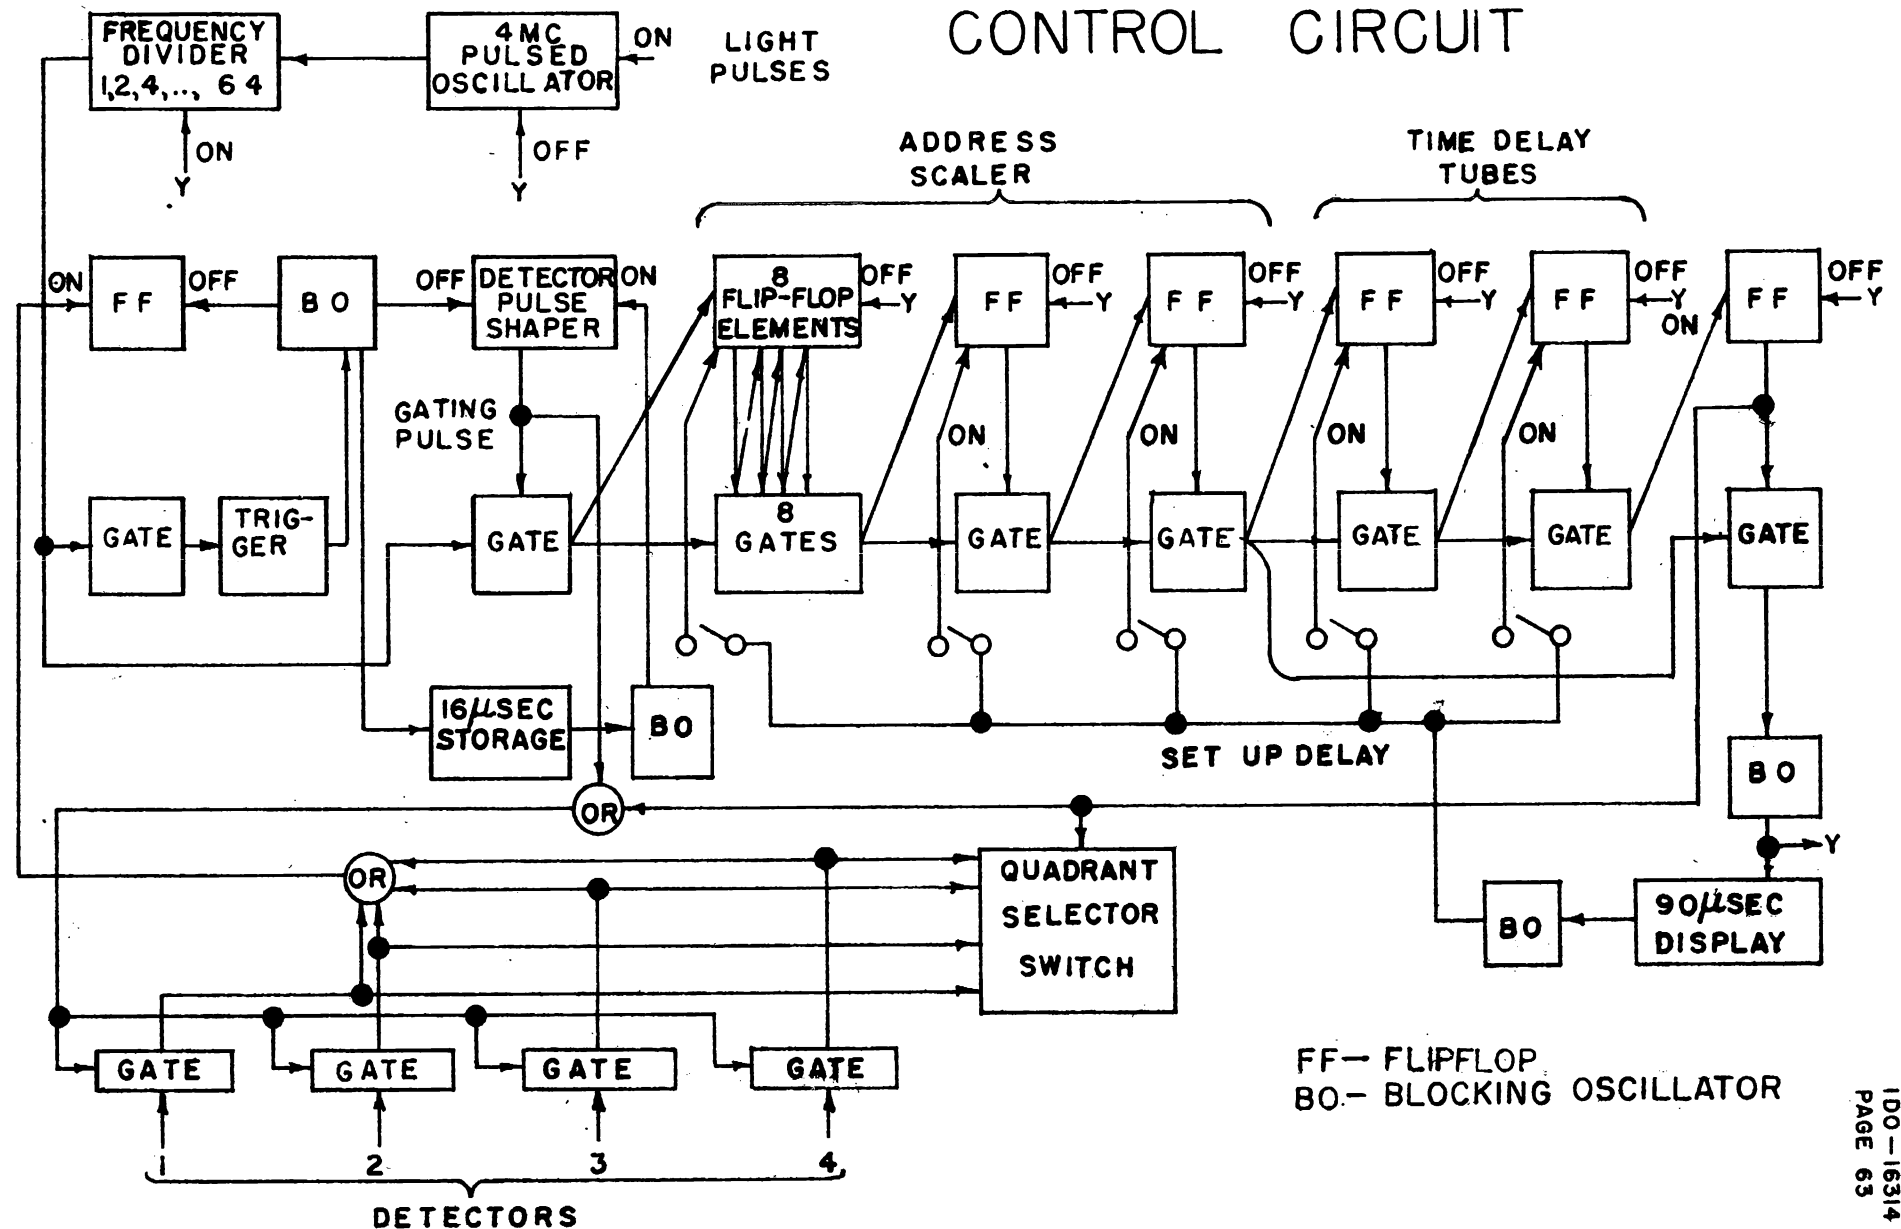 CONTROL CIRCUIT
FREQUENCY
DIVIDER
1,2,4,.., 64
4MC
PULSED
OSCILLATOR
ON
LIGHT
PULSES
ON
Y
OFF
Y
ADDRESS
SCALER
TIME DELAY
TUBES
ON
FF
OFF
BO
OFF
DETECTOR
PULSE
SHAPER
ON
8
FLIP-FLOP
ELEMENTS
OFF
Y
FF
OFF
Y
FF
OFF
Y
FF
OFF
Y
FF
OFF
Y
ON
FF
OFF
Y
GATING
PULSE
ON
ON
ON
ON
GATE
TRIG-
GER
GATE
8
GATES
GATE
GATE
GATE
GATE
GATE
16μSEC
STORAGE
BO
SET UP DELAY
BO
OR
Y
OR
QUADRANT
SELECTOR
SWITCH
BO
90μSEC
DISPLAY
GATE
GATE
GATE
GATE
FF— FLIPFLOP
BO.— BLOCKING OSCILLATOR
1
2
3
4
DETECTORS
IDO—16314
PAGE 63